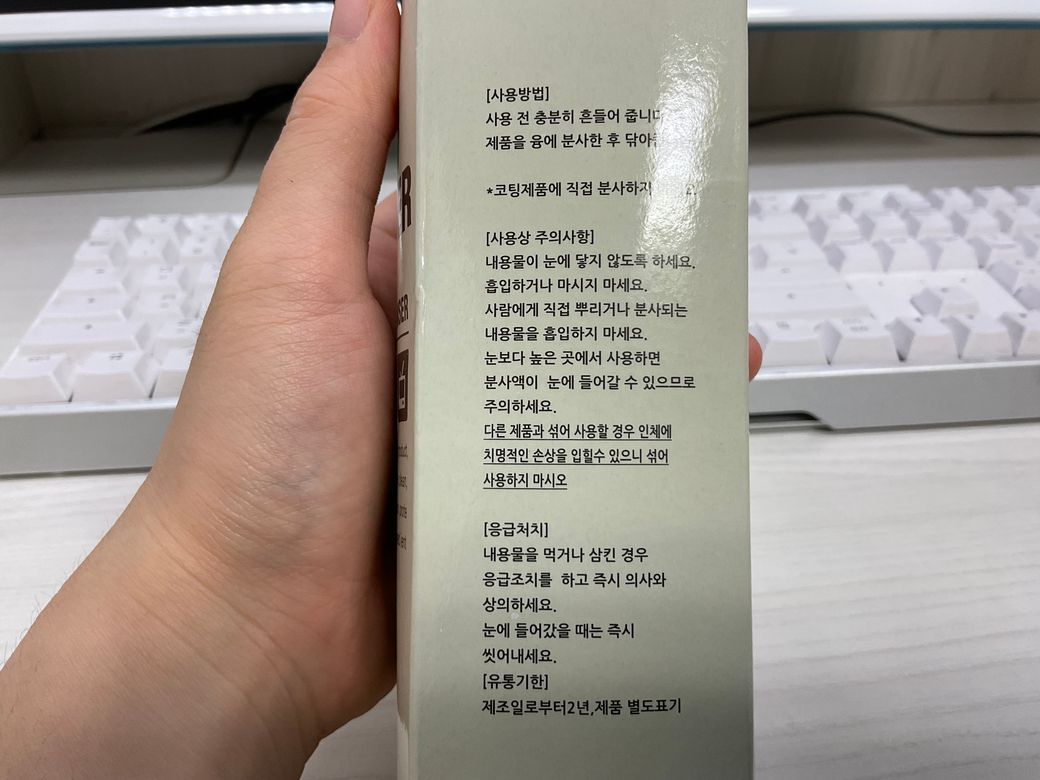 [사용방법]
사용 전 충분히 흔들어
제품을 융에 분사한 후
*코팅제품에 직접
[사용상 주의사항]
내용물이 눈에 닿지 않도록 하세요.
흡입하거나 마시지 마세요.
사람에게 직접 뿌리거나 분사되는
내용물을 흡입하지 마세요.
눈보다 높은 곳에서 사용하면
분사액이 눈에 들어갈 수 있으므로
주의하세요.
다른 제품과 섞어 사용할 경우 인체에
치명적인 손상을 입힐수 있으니 섞어
사용하지 마시오
[응급처치]
내용물을 먹거나 삼킨 경우
응급조치를 하고 즉시 의사와
상의하세요.
눈에 들어갔을 때는 즉시
씻어내세요.
[유통기한]
제조일로부터2년,제품 별도표기